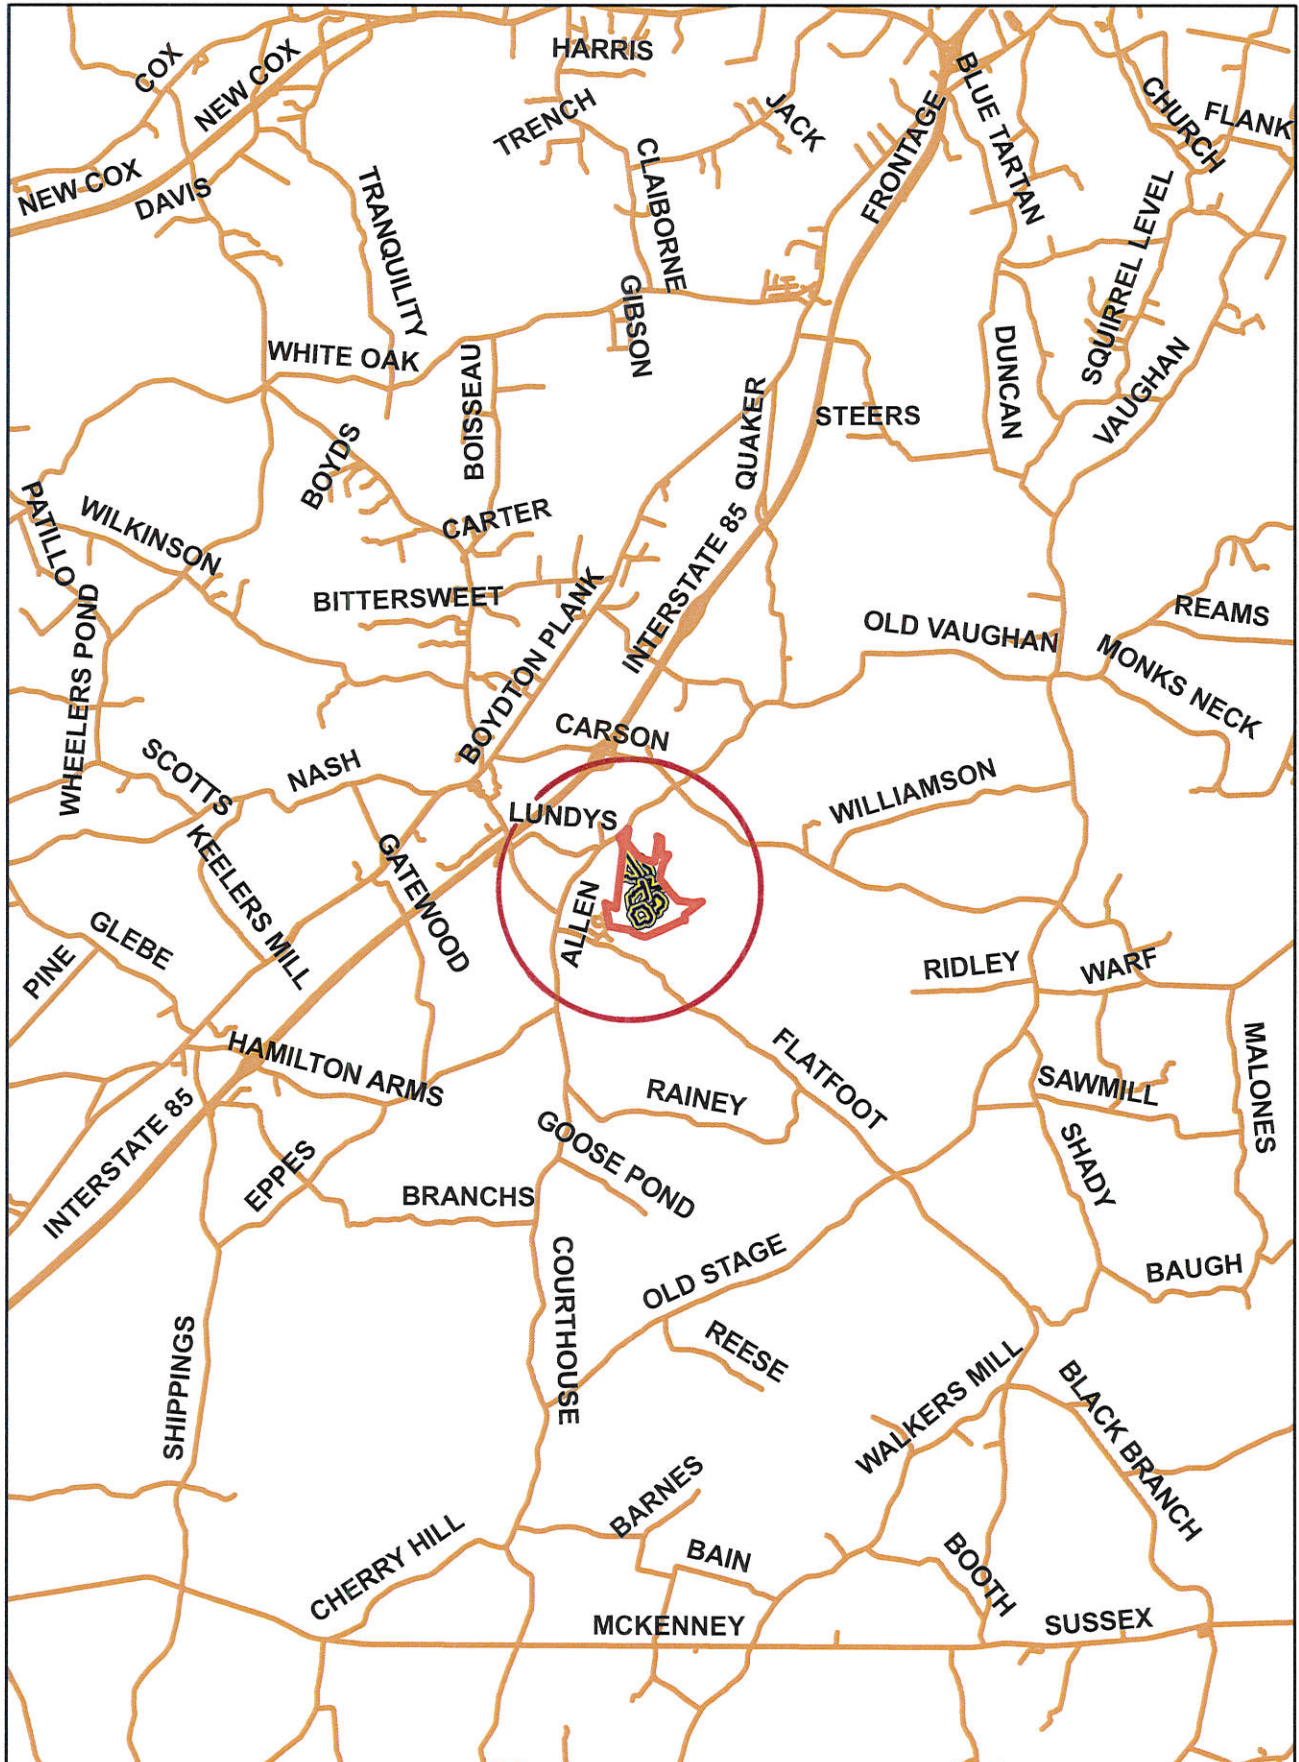 HARRIS
COX
NEW COX
BLUE TARTAN
CHURCH
FLANK
TRENCH
JACK
FRONTAGE
NEW COX
DAVIS
TRANQUILITY
CLAIBORNE
SQUIRREL LEVEL
GIBSON
WHITE OAK
BOISSEAU
DUNCAN
VAUGHAN
QUAKER
STEERS
BOYDS
PATILLO
WILKINSON
CARTER
INTERSTATE 85
BITTERSWEET
BOYDTON PLANK
REAMS
WHEELERS POND
OLD VAUGHAN
MONKS NECK
CARSON
SCOTTS
NASH
WILLIAMSON
LUNDYS
KEELERS MILL
GATEWOOD
ALLEN
GLEBE
PINE
RIDLEY
WARF
HAMILTON ARMS
FLATFOOT
MALONES
INTERSTATE 85
RAINEY
SAWMILL
GOOSE POND
EPPES
BRANCHS
SHADY
COURTHOUSE
OLD STAGE
BAUGH
SHIPPINGS
REESE
WALKERS MILL
BLACK BRANCH
BARNES
CHERRY HILL
BAIN
BOOTH
MCKENNEY
SUSSEX